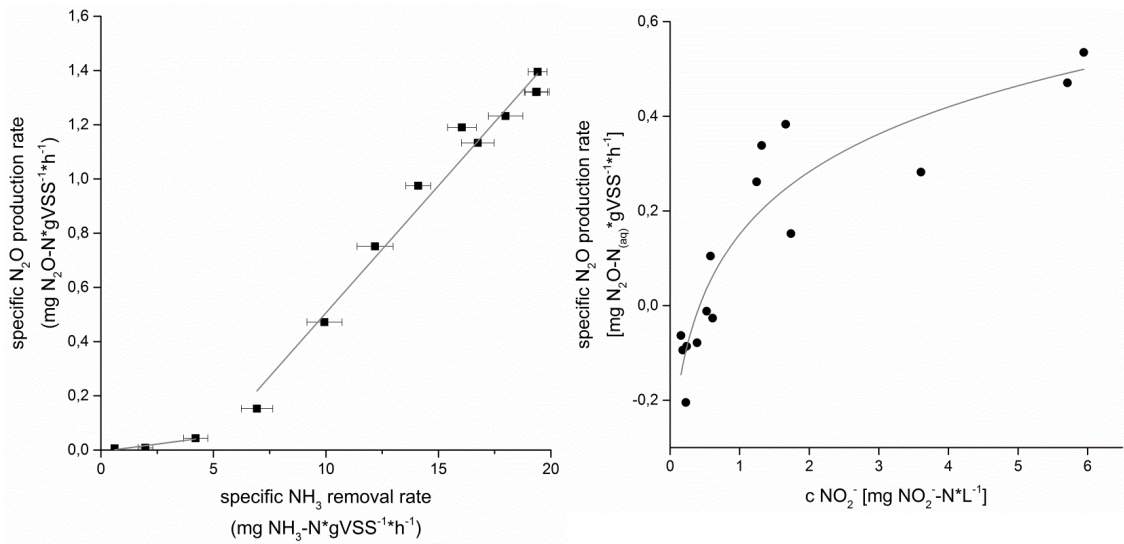 1,6
1,4
1,2
1,0
0,8
0,6
0,4
0,2
0,0
0 5 10 15 20
specific N₂O production rate
(mg N₂O-N*gVSS⁻¹*h⁻¹)
specific NH₃ removal rate
(mg NH₃-N*gVSS⁻¹*h⁻¹)
0,6
0,4
0,2
0,0
-0,2
0 1 2 3 4 5 6
specific N₂O production rate
[mg N₂O-N₍aq₎*gVSS⁻¹*h⁻¹]
c NO₂⁻ [mg NO₂⁻-N*L⁻¹]